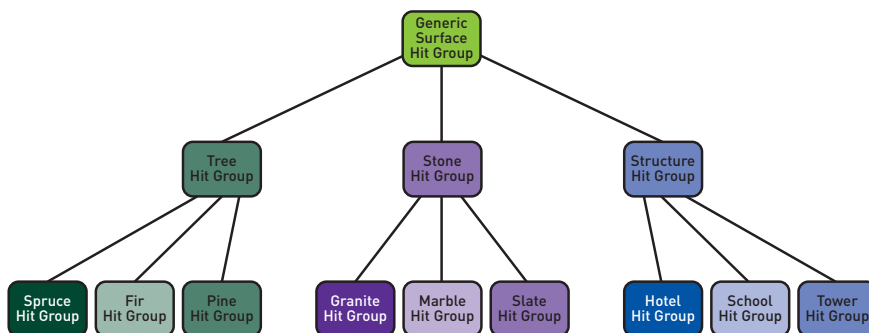 Generic
Surface
Hit Group
Tree
Hit Group
Stone
Hit Group
Structure
Hit Group
Spruce
Hit Group
Fir
Hit Group
Pine
Hit Group
Granite
Hit Group
Marble
Hit Group
Slate
Hit Group
Hotel
Hit Group
School
Hit Group
Tower
Hit Group